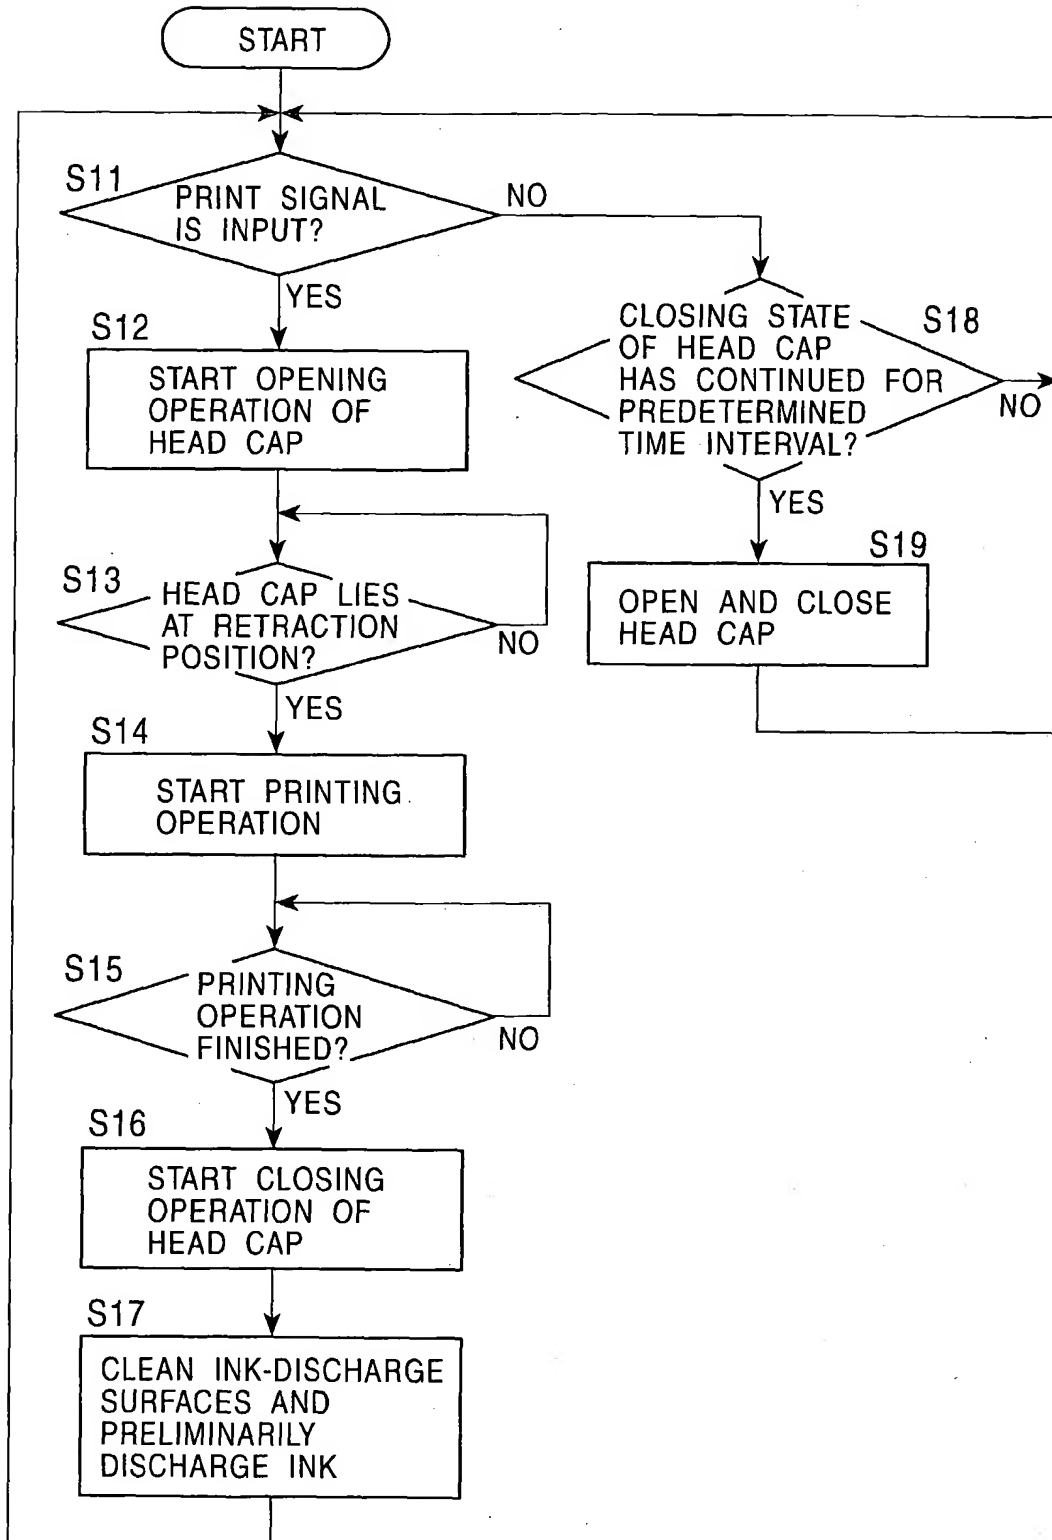 START
S11
PRINT SIGNAL
IS INPUT?
NO
YES
S12
START OPENING
OPERATION OF
HEAD CAP
S13
HEAD CAP LIES
AT RETRACTION
POSITION?
NO
YES
S14
START PRINTING
OPERATION
S15
PRINTING
OPERATION
FINISHED?
NO
YES
S16
START CLOSING
OPERATION OF
HEAD CAP
S17
CLEAN INK-DISCHARGE
SURFACES AND
PRELIMINARILY
DISCHARGE INK
S18
CLOSING STATE
OF HEAD CAP
HAS CONTINUED FOR
PREDETERMINED
TIME INTERVAL?
NO
YES
S19
OPEN AND CLOSE
HEAD CAP